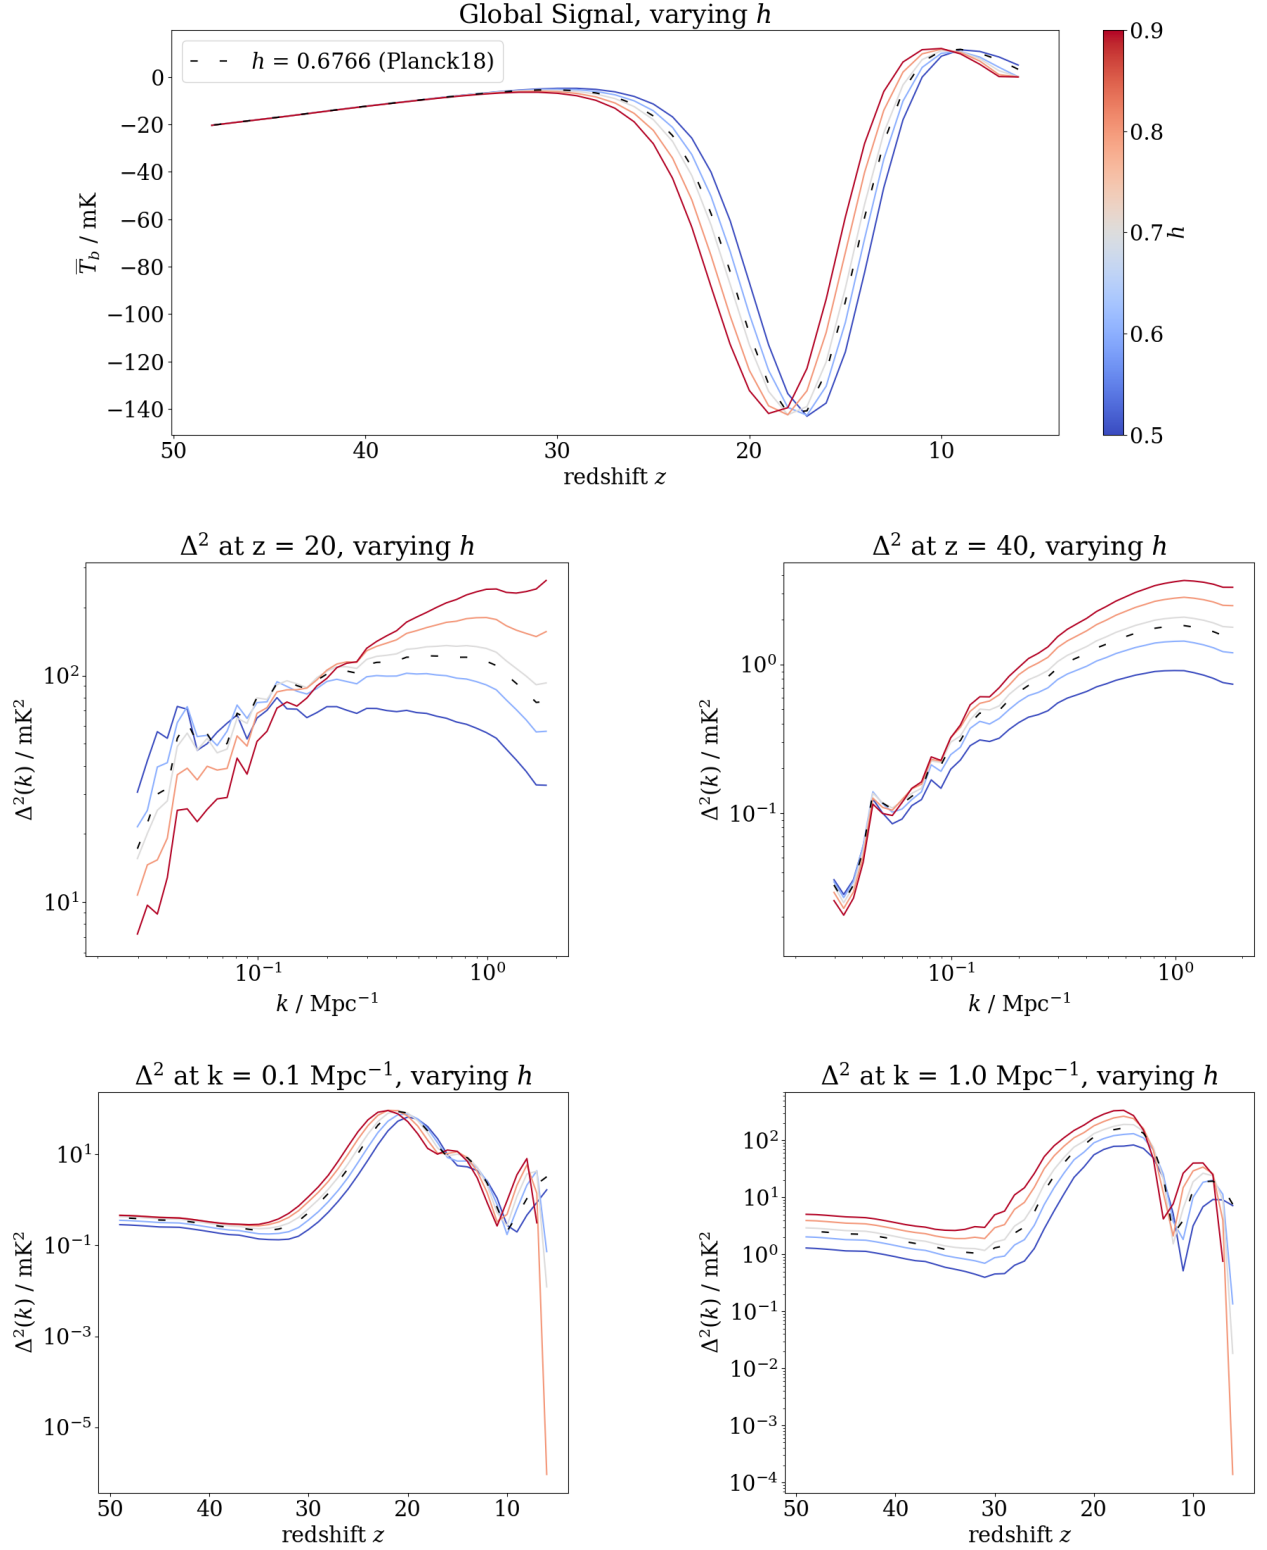 Global Signal, varying h
h = 0.6766 (Planck18)
0
−20
−40
−60
−80
−100
−120
−140
T̅_b / mK
50 40 30 20 10
redshift z
0.9
0.8
0.7
0.6
0.5
h
Δ² at z = 20, varying h
10²
10¹
Δ²(k) / mK²
10⁻¹ 10⁰
k / Mpc⁻¹
Δ² at z = 40, varying h
10⁰
10⁻¹
Δ²(k) / mK²
10⁻¹ 10⁰
k / Mpc⁻¹
Δ² at k = 0.1 Mpc⁻¹, varying h
10¹
10⁻¹
10⁻³
10⁻⁵
Δ²(k) / mK²
50 40 30 20 10
redshift z
Δ² at k = 1.0 Mpc⁻¹, varying h
10²
10¹
10⁰
10⁻¹
10⁻²
10⁻³
10⁻⁴
Δ²(k) / mK²
50 40 30 20 10
redshift z